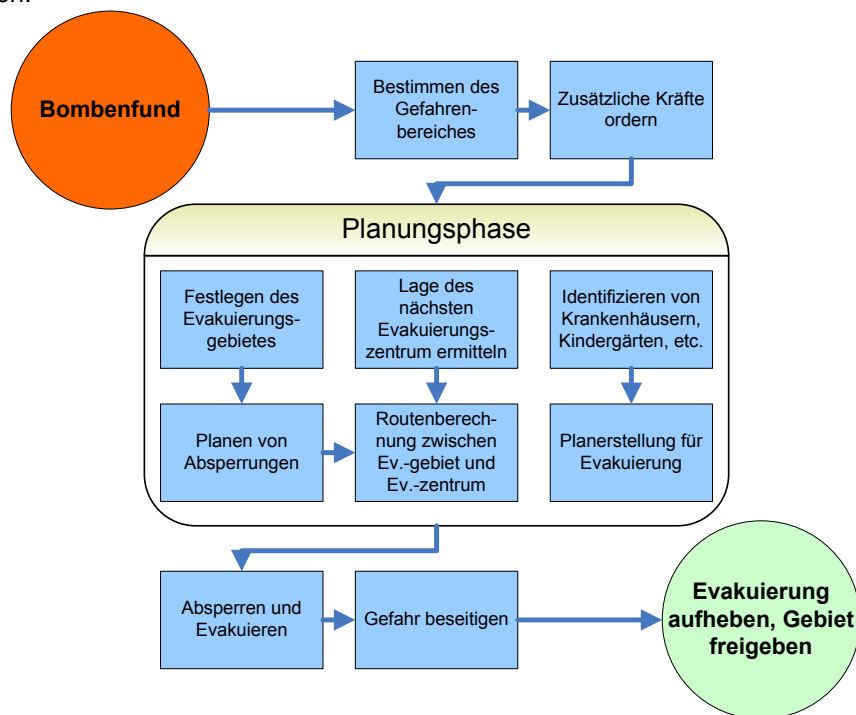 Bombenfund
Bestimmen des
Gefahren-
bereiches
Zusätzliche Kräfte
ordern
Planungsphase
Festlegen des
Evakuierungs-
gebietes
Lage des
nächsten
Evakuierungs-
zentrum ermitteln
Identifizieren von
Krankenhäusern,
Kindergärten, etc.
Planen von
Absperrungen
Routenberech-
nung zwischen
Ev.-gebiet und
Ev.-zentrum
Planerstellung für
Evakuierung
Absperren und
Evakuieren
Gefahr beseitigen
Evakuierung
aufheben, Gebiet
freigeben